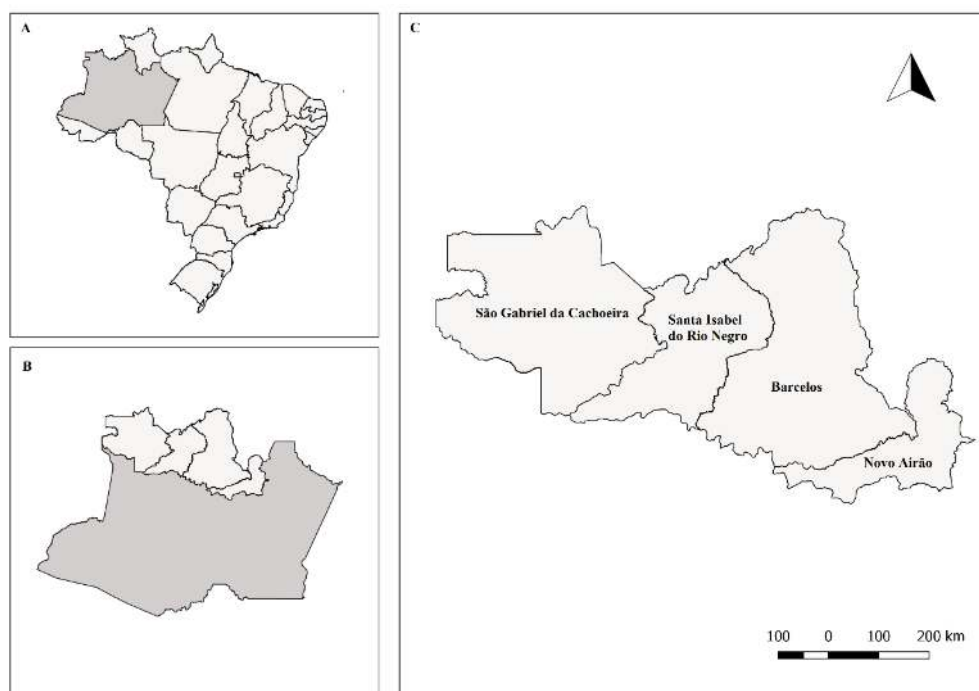 A
B
C
São Gabriel da Cachoeira
Santa Isabel
do Rio Negro
Barcelos
Novo Airão
100 0 100 200 km